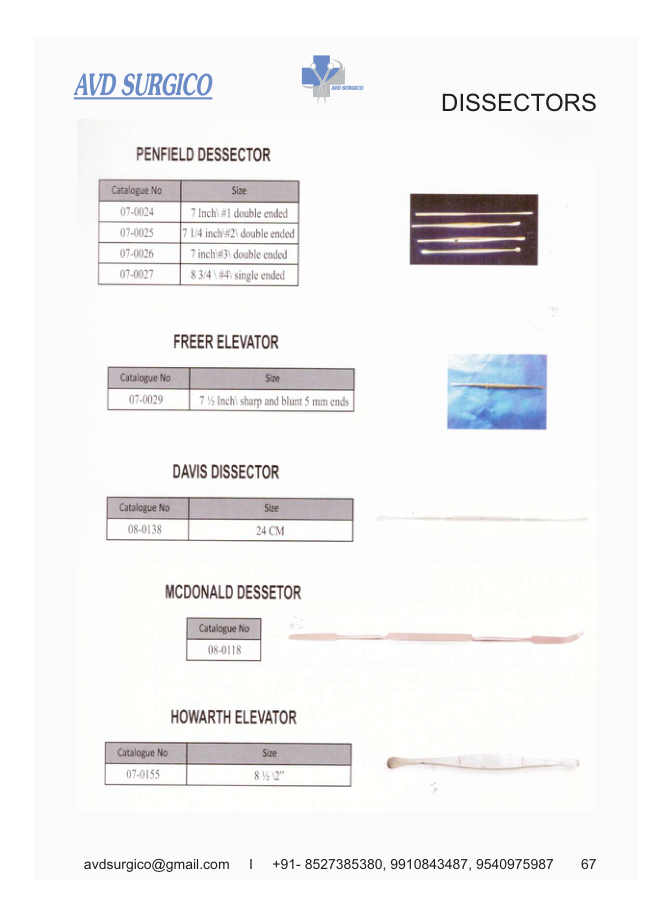 AVD SURGICO
AVD SURGICO
DISSECTORS
PENFIELD DESSECTOR
Catalogue No Size
07-0024 7 Inch\ #1 double ended
07-0025 7 1/4 inch\#2\ double ended
07-0026 7 inch\#3\ double ended
07-0027 8 3/4 \ #4\ single ended
FREER ELEVATOR
Catalogue No Size
07-0029 7 ½ Inch\ sharp and blunt 5 mm ends
DAVIS DISSECTOR
Catalogue No Size
08-0138 24 CM
MCDONALD DESSETOR
Catalogue No
08-0118
HOWARTH ELEVATOR
Catalogue No Size
07-0155 8 ½ \2”
avdsurgico@gmail.com I +91- 8527385380, 9910843487, 9540975987 67